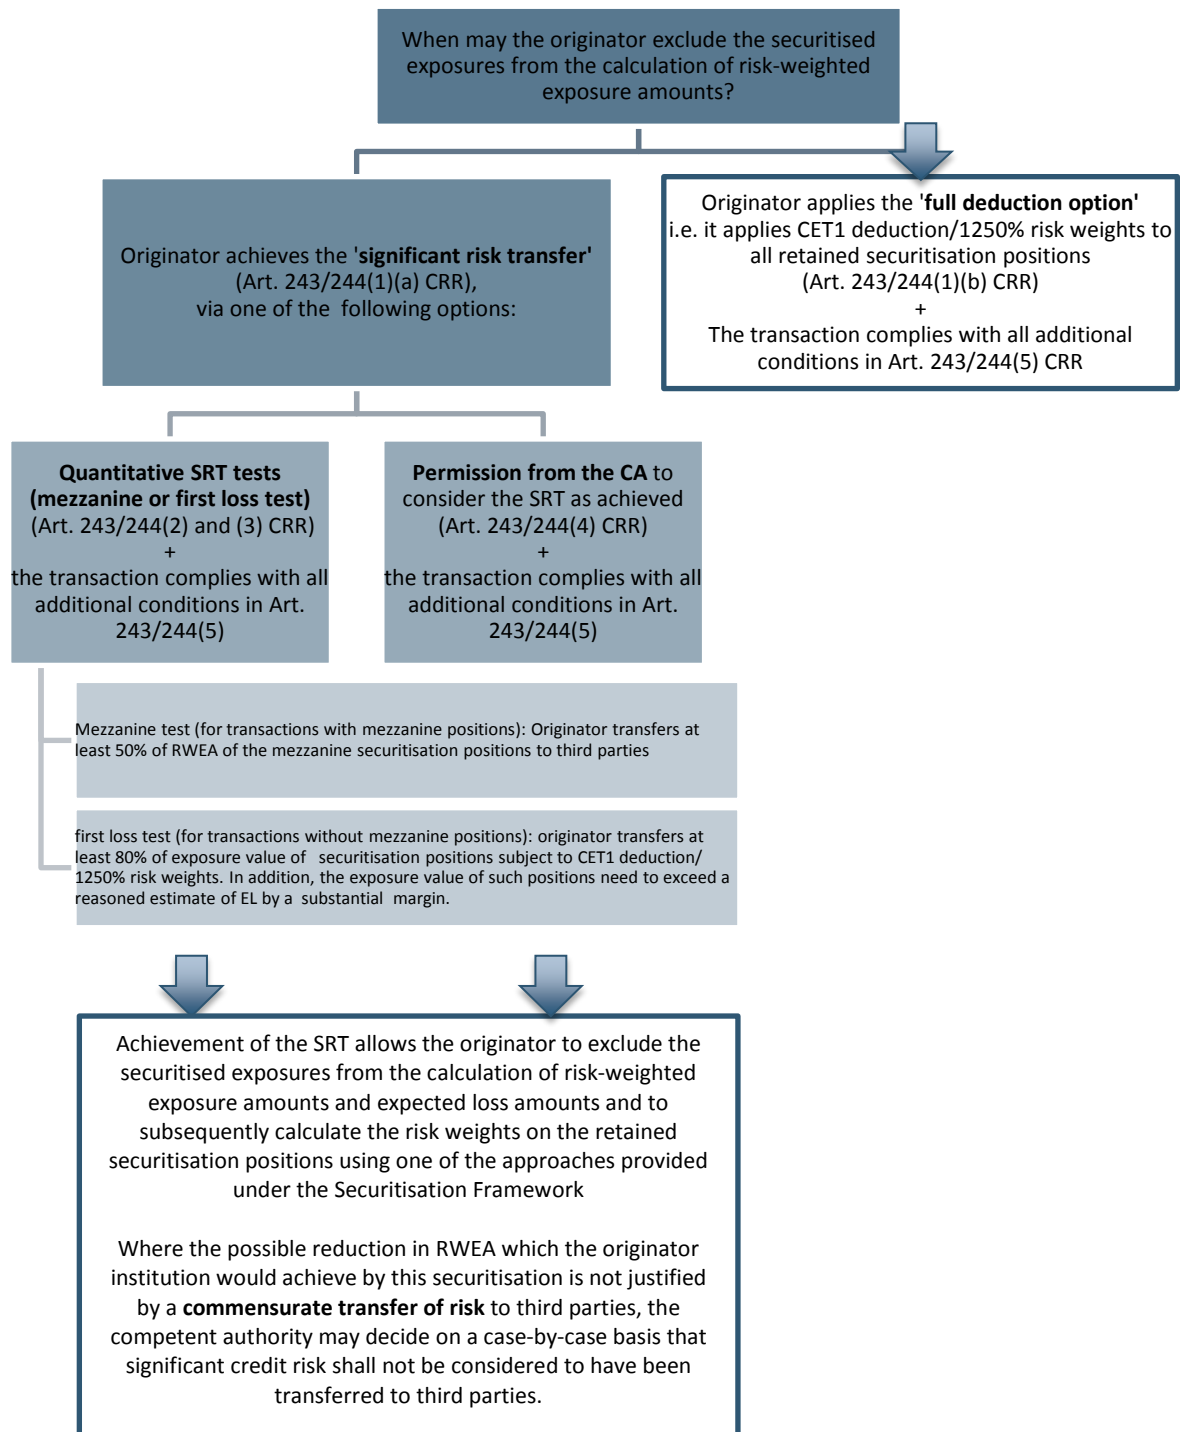 When may the originator exclude the securitised
exposures from the calculation of risk-weighted
exposure amounts?
Originator achieves the 'significant risk transfer'
(Art. 243/244(1)(a) CRR),
via one of the following options:
Originator applies the 'full deduction option'
i.e. it applies CET1 deduction/1250% risk weights to
all retained securitisation positions
(Art. 243/244(1)(b) CRR)
+
The transaction complies with all additional
conditions in Art. 243/244(5) CRR
Quantitative SRT tests
(mezzanine or first loss test)
(Art. 243/244(2) and (3) CRR)
+
the transaction complies with all
additional conditions in Art.
243/244(5)
Permission from the CA to
consider the SRT as achieved
(Art. 243/244(4) CRR)
+
the transaction complies with all
additional conditions in Art.
243/244(5)
Mezzanine test (for transactions with mezzanine positions): Originator transfers at
least 50% of RWEA of the mezzanine securitisation positions to third parties
first loss test (for transactions without mezzanine positions): originator transfers at
least 80% of exposure value of securitisation positions subject to CET1 deduction/
1250% risk weights. In addition, the exposure value of such positions need to exceed a
reasoned estimate of EL by a substantial margin.
Achievement of the SRT allows the originator to exclude the
securitised exposures from the calculation of risk-weighted
exposure amounts and expected loss amounts and to
subsequently calculate the risk weights on the retained
securitisation positions using one of the approaches provided
under the Securitisation Framework
Where the possible reduction in RWEA which the originator
institution would achieve by this securitisation is not justified
by a commensurate transfer of risk to third parties, the
competent authority may decide on a case-by-case basis that
significant credit risk shall not be considered to have been
transferred to third parties.